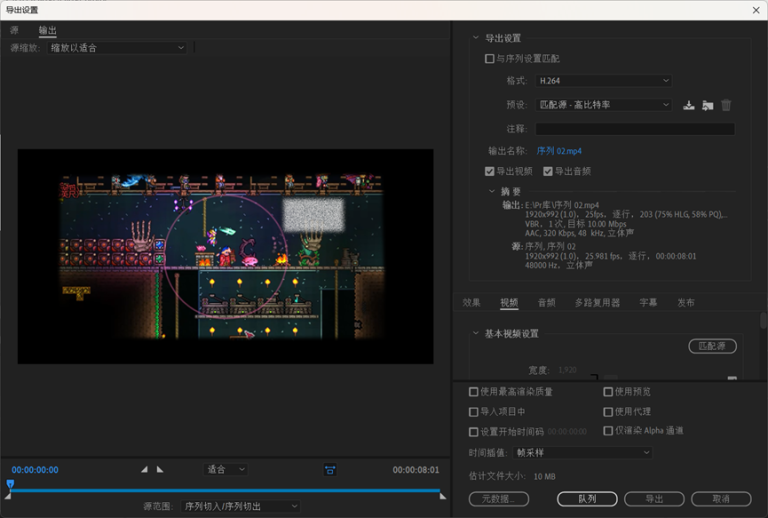 导出设置
源 输出
源缩放: 缩放以适合
00:00:00:00 适合 00:00:08:01
源范围: 序列切入/序列切出
导出设置
与序列设置匹配
格式: H.264
预设: 匹配源 - 高比特率
注释:
输出名称: 序列 02.mp4
导出视频 导出音频
摘要
输出: E:\Pr库\序列 02.mp4
1920x992 (1.0), 25fps, 逐行, 203 (75% HLG, 58% PQ),...
VBR, 1 次, 目标 10.00 Mbps
AAC, 320 Kbps, 48 kHz, 立体声
源: 序列, 序列 02
1920x992 (1.0), 25.981 fps, 逐行, 00:00:08:01
48000 Hz, 立体声
效果 视频 音频 多路复用器 字幕 发布
基本视频设置
匹配源
宽度: 1,920
使用最高渲染质量 使用预览
导入项目中 使用代理
设置开始时间码 00:00:00:00 仅渲染 Alpha 通道
时间插值: 帧采样
估计文件大小: 10 MB
元数据... 队列 导出 取消